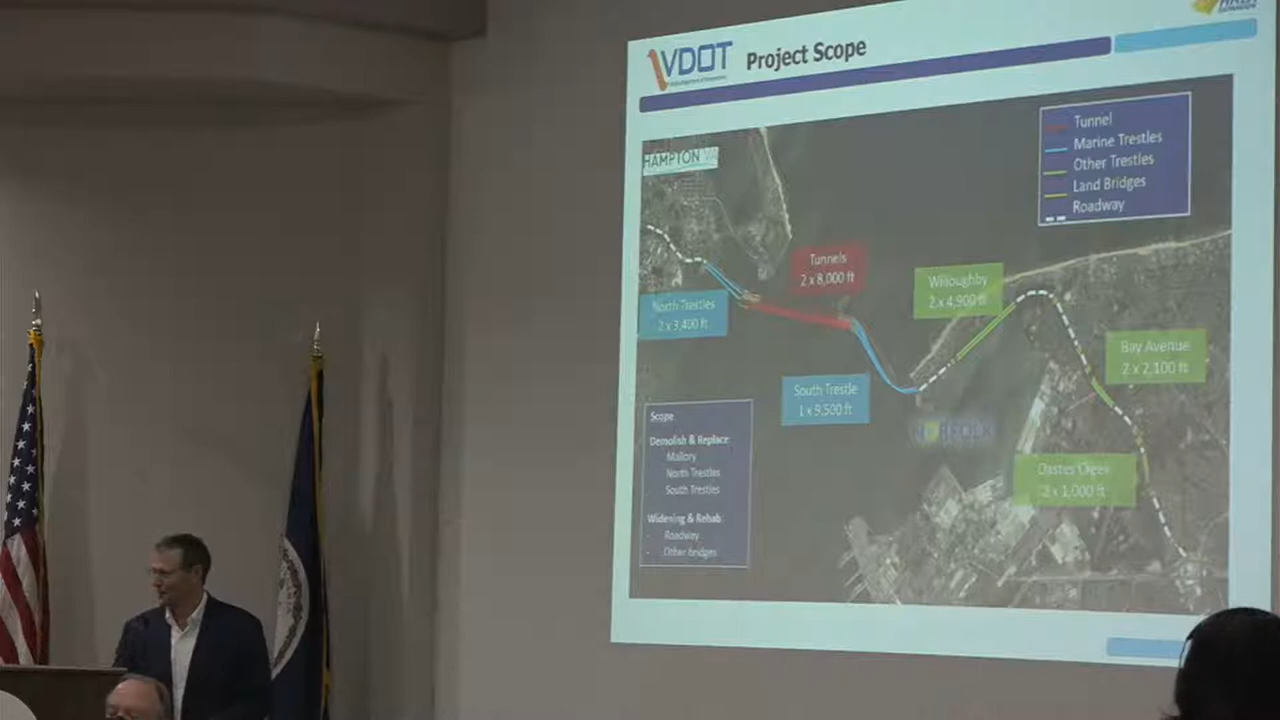 VDOT
Project Scope
HAMPTON VA
Tunnel
Marine Trestles
Other Trestles
Land Bridges
Roadway
Tunnels
2 x 8,000 ft
Willoughby
2 x 4,900 ft
North Trestles
2 x 3,400 ft
Bay Avenue
2 x 2,100 ft
South Trestle
1 x 9,500 ft
NORFOLK
Oastes Creek
2 x 1,000 ft
Scope
Demolish & Replace:
Mallory
North Trestles
South Trestles
Widening & Rehab:
- Roadway
- Other Bridges